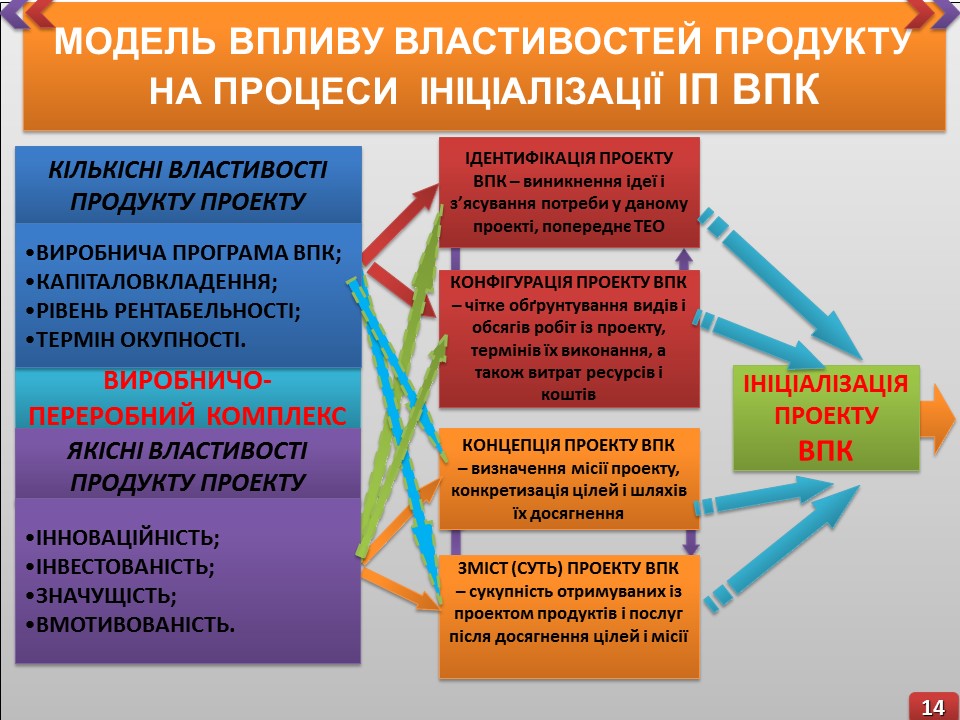 МОДЕЛЬ ВПЛИВУ ВЛАСТИВОСТЕЙ ПРОДУКТУ
НА ПРОЦЕСИ ІНІЦІАЛІЗАЦІЇ ІП ВПК
КІЛЬКІСНІ ВЛАСТИВОСТІ
ПРОДУКТУ ПРОЕКТУ
•ВИРОБНИЧА ПРОГРАМА ВПК;
•КАПІТАЛОВКЛАДЕННЯ;
•РІВЕНЬ РЕНТАБЕЛЬНОСТІ;
•ТЕРМІН ОКУПНОСТІ.
ВИРОБНИЧО-
ПЕРЕРОБНИЙ КОМПЛЕКС
ЯКІСНІ ВЛАСТИВОСТІ
ПРОДУКТУ ПРОЕКТУ
•ІННОВАЦІЙНІСТЬ;
•ІНВЕСТОВАНІСТЬ;
•ЗНАЧУЩІСТЬ;
•ВМОТИВОВАНІСТЬ.
ІДЕНТИФІКАЦІЯ ПРОЕКТУ
ВПК – виникнення ідеї і
з’ясування потреби у даному
проекті, попереднє ТЕО
КОНФІГУРАЦІЯ ПРОЕКТУ ВПК
– чітке обґрунтування видів і
обсягів робіт із проекту,
термінів їх виконання, а
також витрат ресурсів і
коштів
КОНЦЕПЦІЯ ПРОЕКТУ ВПК
– визначення місії проекту,
конкретизація цілей і шляхів
їх досягнення
ЗМІСТ (СУТЬ) ПРОЕКТУ ВПК
– сукупність отримуваних із
проектом продуктів і послуг
після досягнення цілей і місії
ІНІЦІАЛІЗАЦІЯ
ПРОЕКТУ
ВПК
14